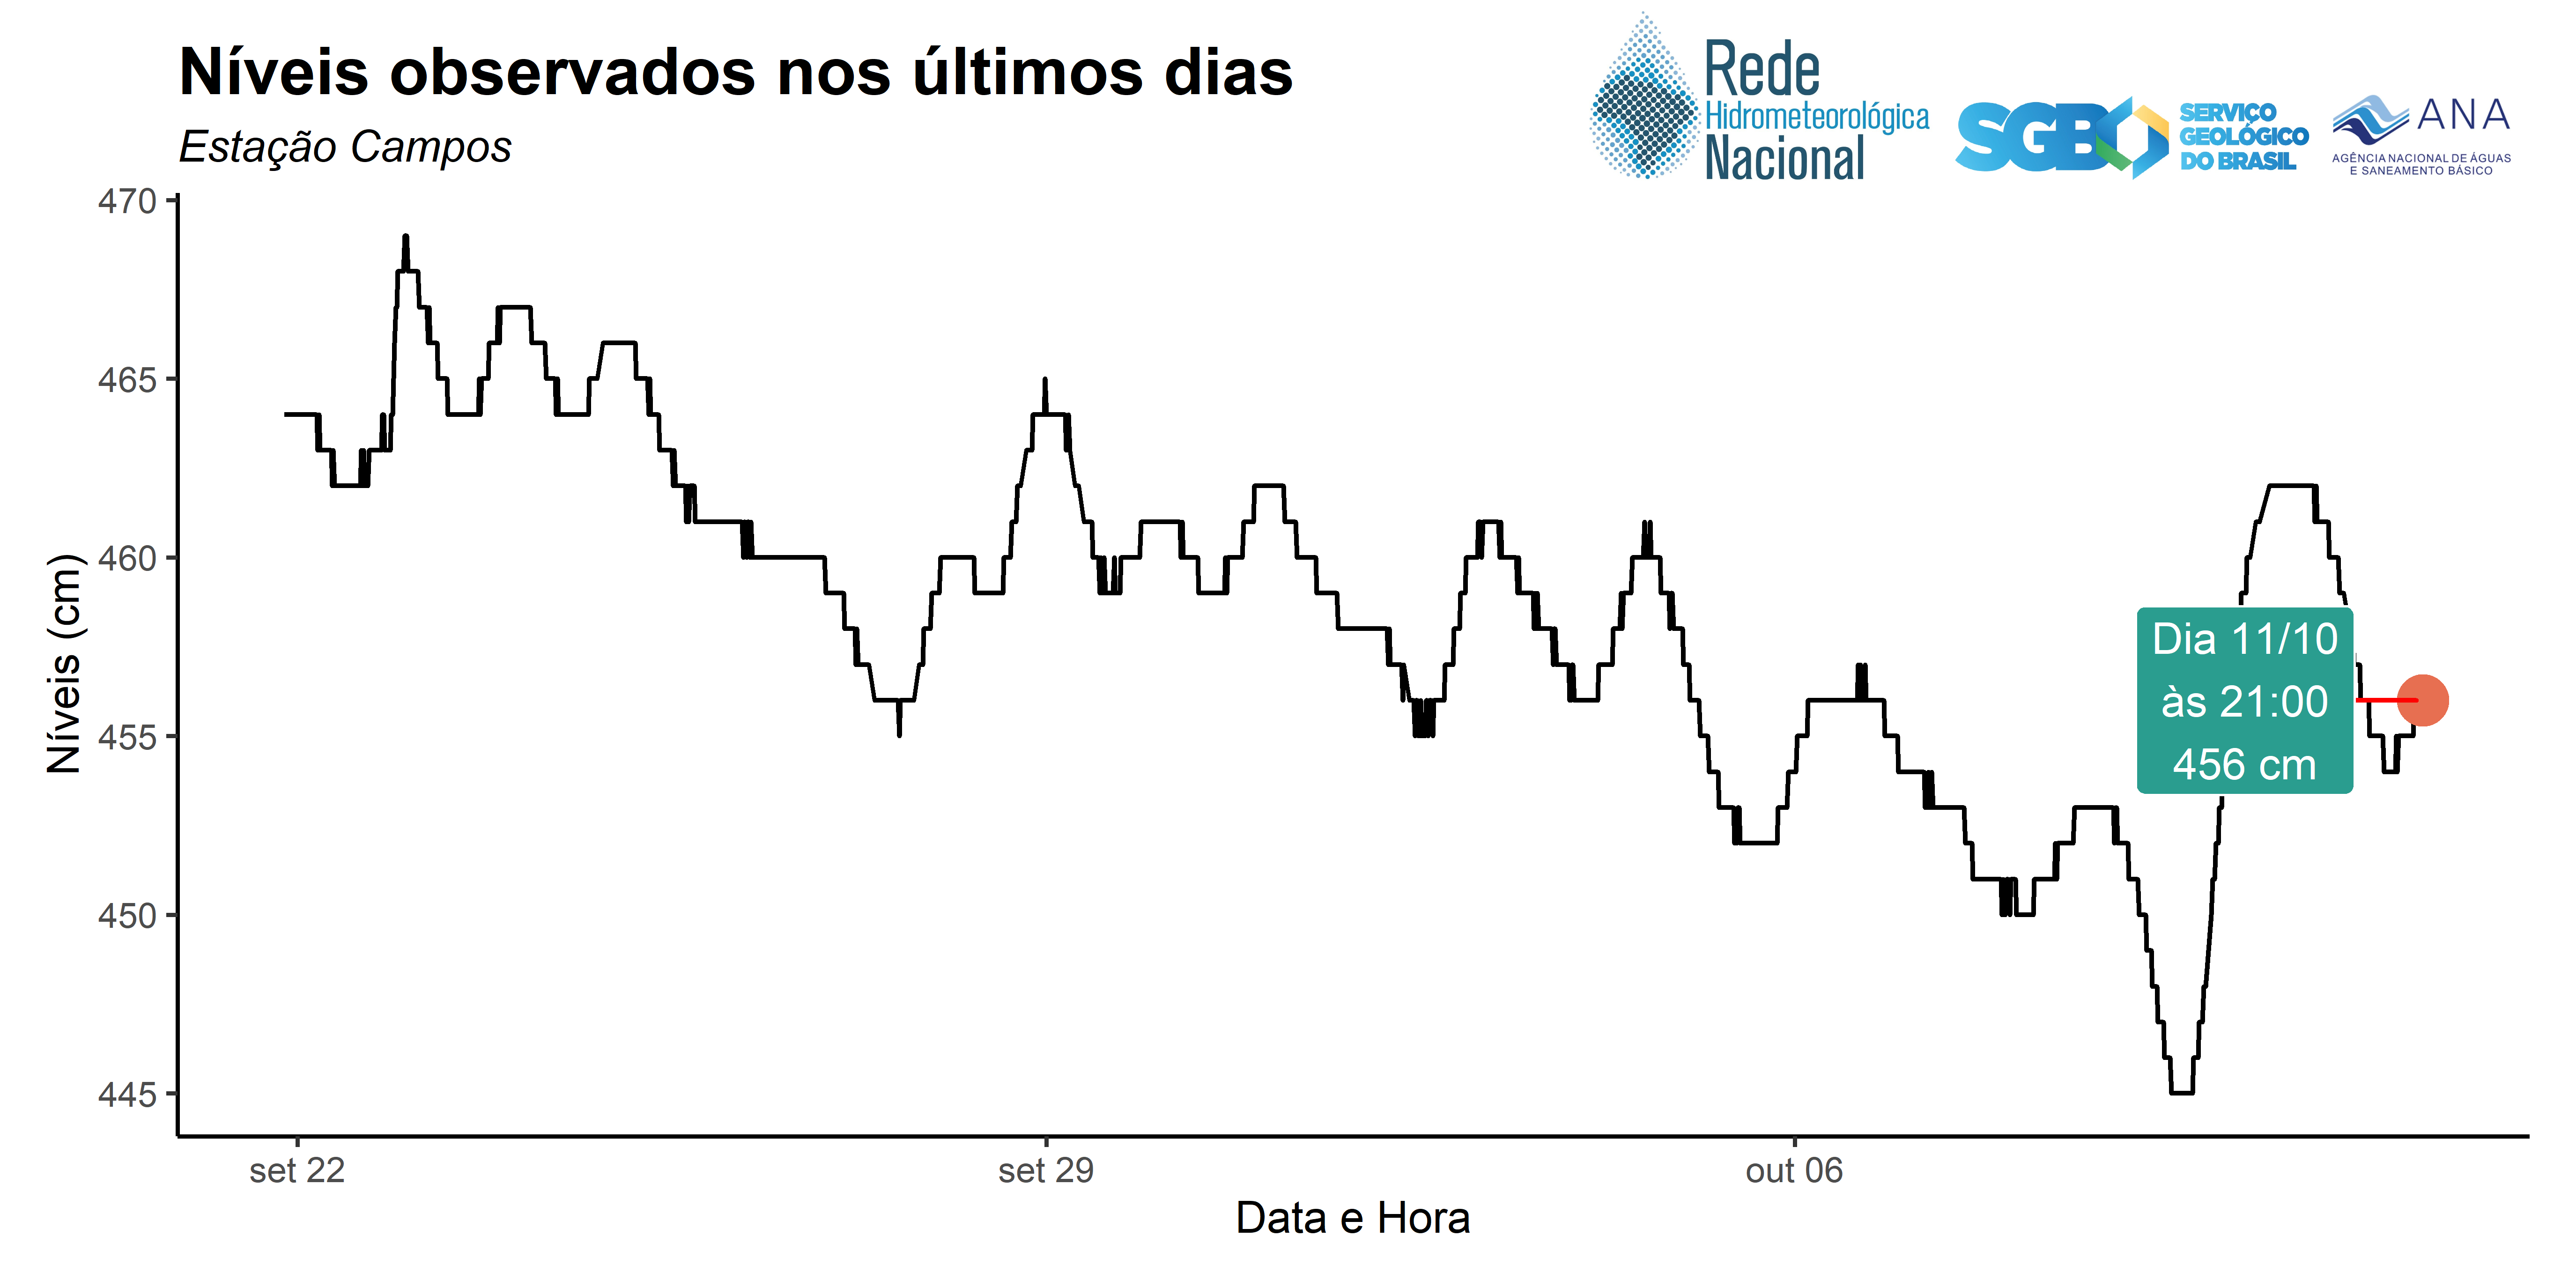 Níveis observados nos últimos dias
Estação Campos
Rede
Hidrometeorológica
Nacional
SGB
SERVIÇO
GEOLÓGICO
DO BRASIL
ANA
AGÊNCIA NACIONAL DE ÁGUAS
E SANEAMENTO BÁSICO
470
465
460
455
450
445
Níveis (cm)
Dia 11/10
às 21:00
456 cm
set 22
set 29
out 06
Data e Hora